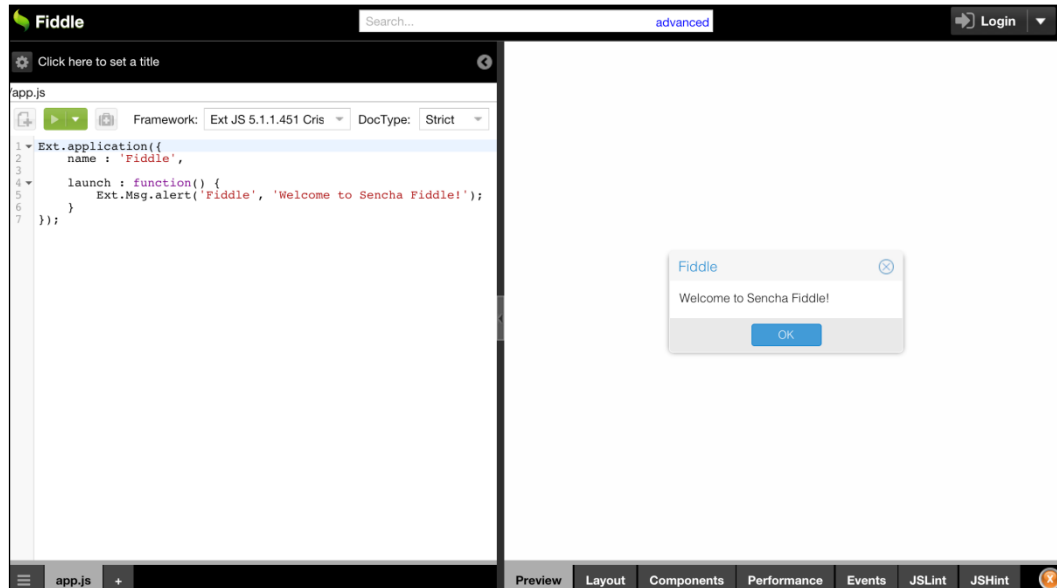 Fiddle
Search...
advanced
Login
Click here to set a title
/app.js
Framework: Ext JS 5.1.1.451 Cris DocType: Strict
1 Ext.application({
2     name : 'Fiddle',
3
4     launch : function() {
5         Ext.Msg.alert('Fiddle', 'Welcome to Sencha Fiddle!');
6     }
7 });
Fiddle
Welcome to Sencha Fiddle!
OK
app.js +
Preview Layout Components Performance Events JSLint JSHint